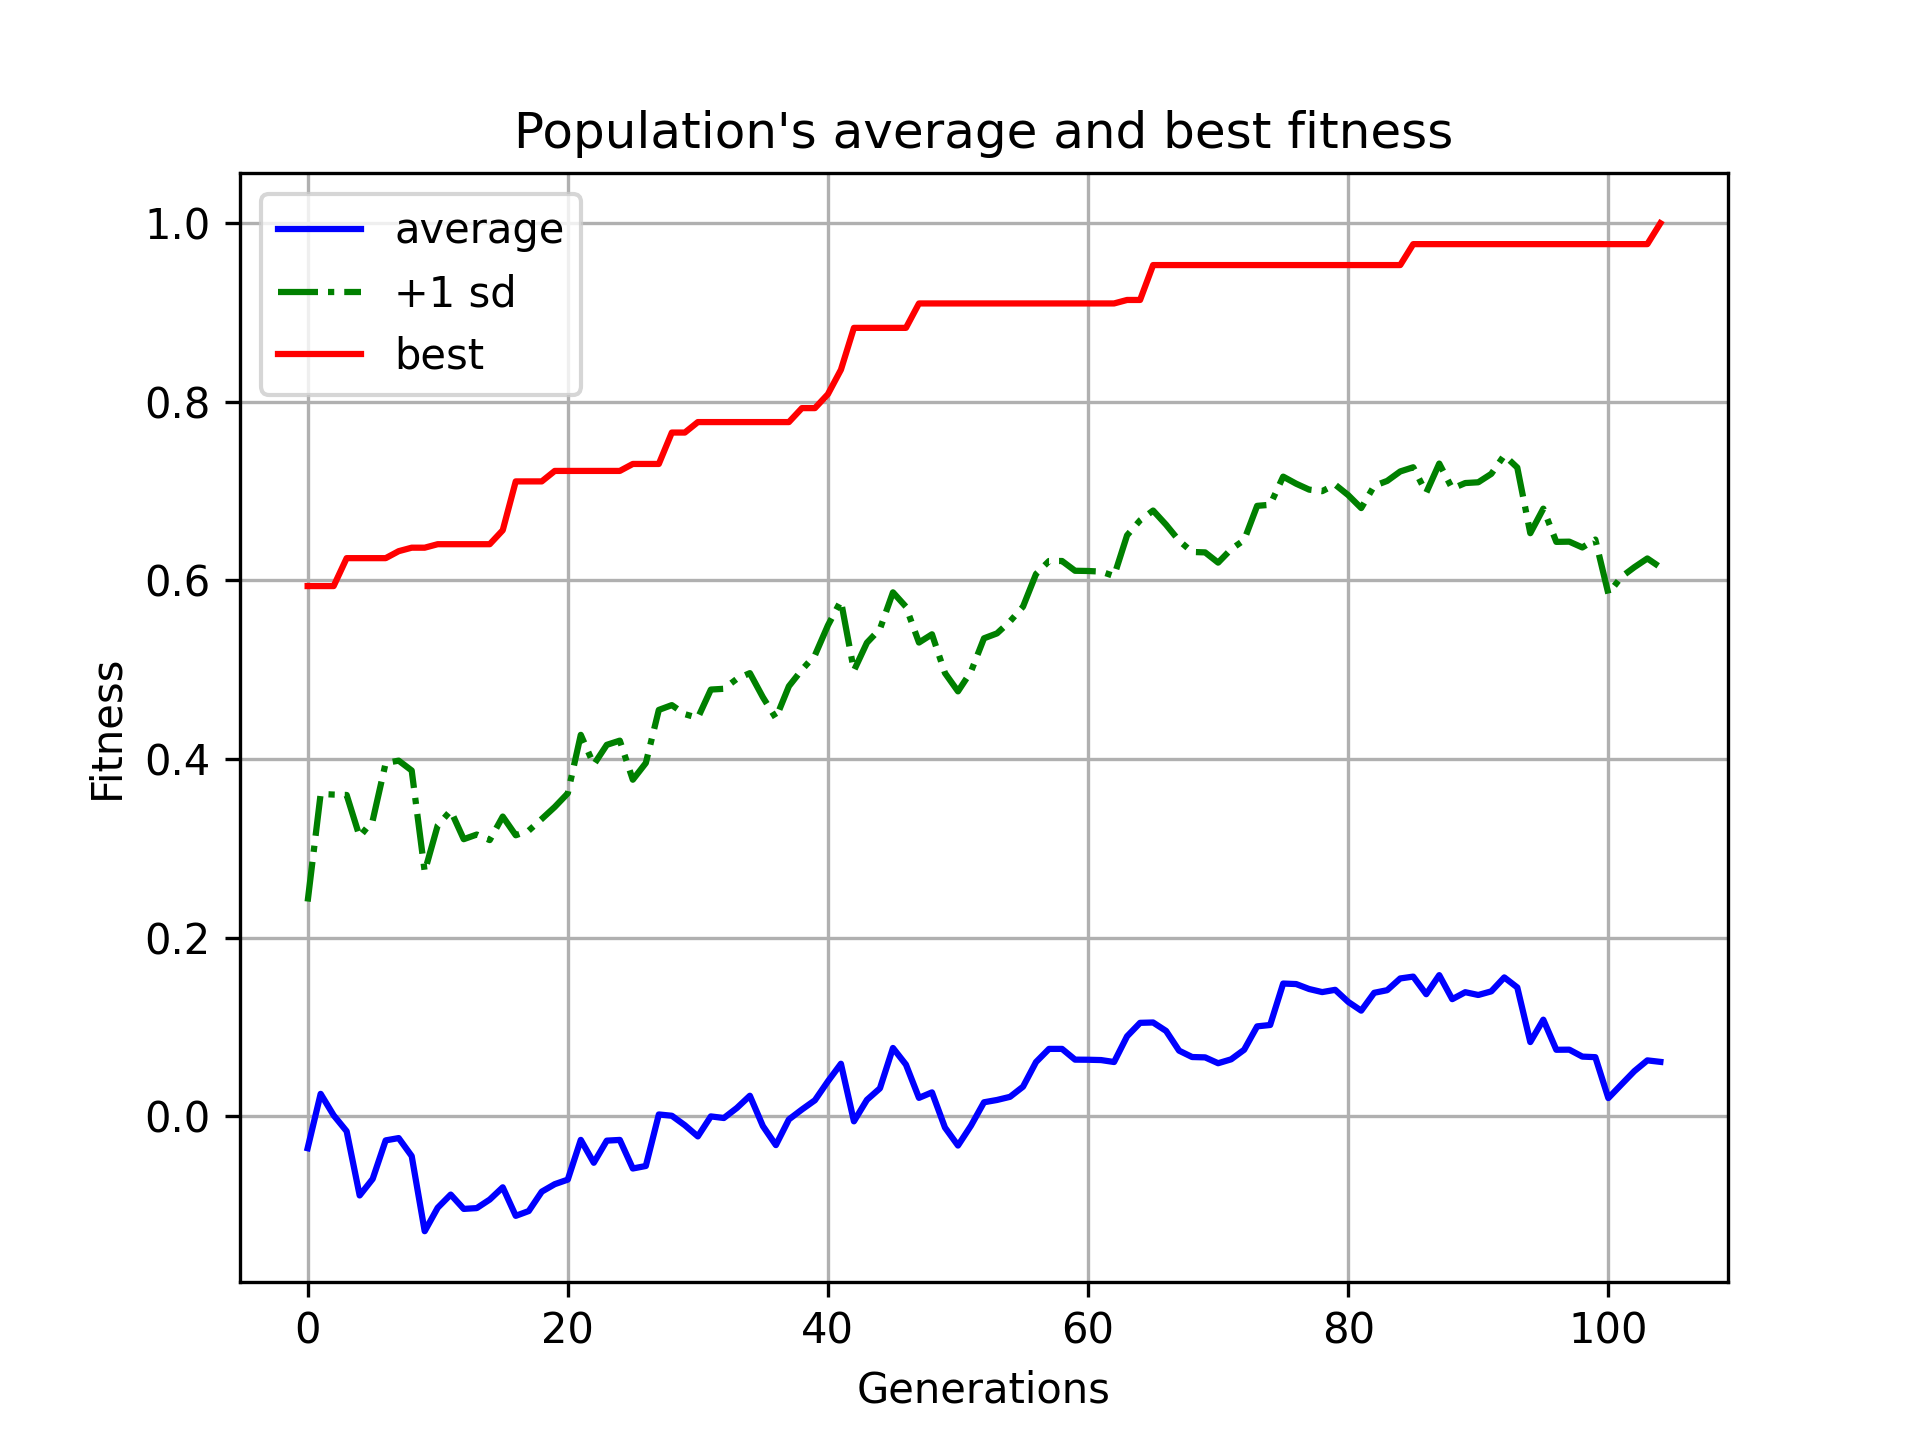 Population's average and best fitness
average
+1 sd
best
1.0
0.8
0.6
0.4
0.2
0.0
Fitness
0 20 40 60 80 100
Generations